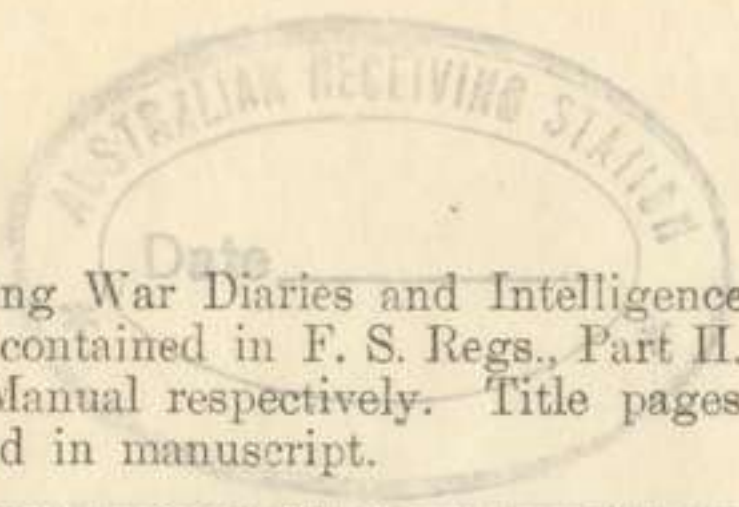 AUSTRALIAN RECEIVING STATION
Date
ng War Diaries and Intelligence
contained in F. S. Regs., Part II.
Manual respectively. Title pages
d in manuscript.